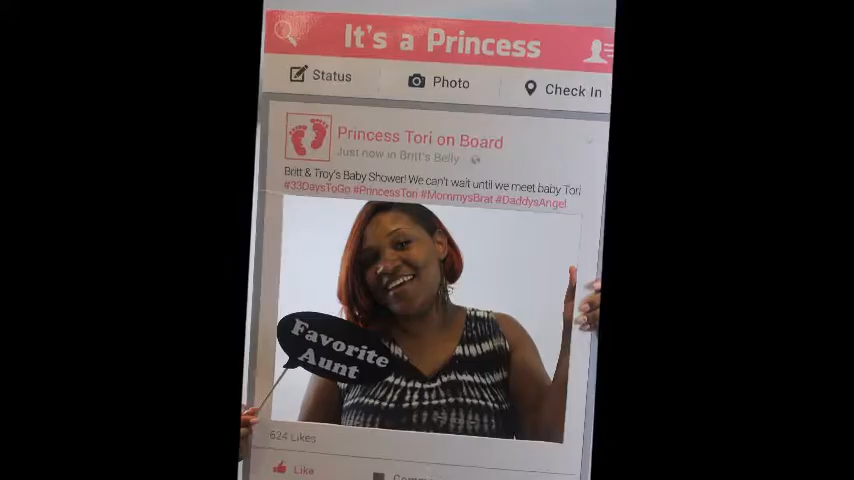 It's a Princess
Status
Photo
Check In
Princess Tori on Board
Just now in Britt's Belly
Britt & Troy's Baby Shower! We can't wait until we meet baby Tori
#33DaysToGo #PrincessTori #MommysBrat #DaddysAngel
Favorite
Aunt
624 Likes
Like